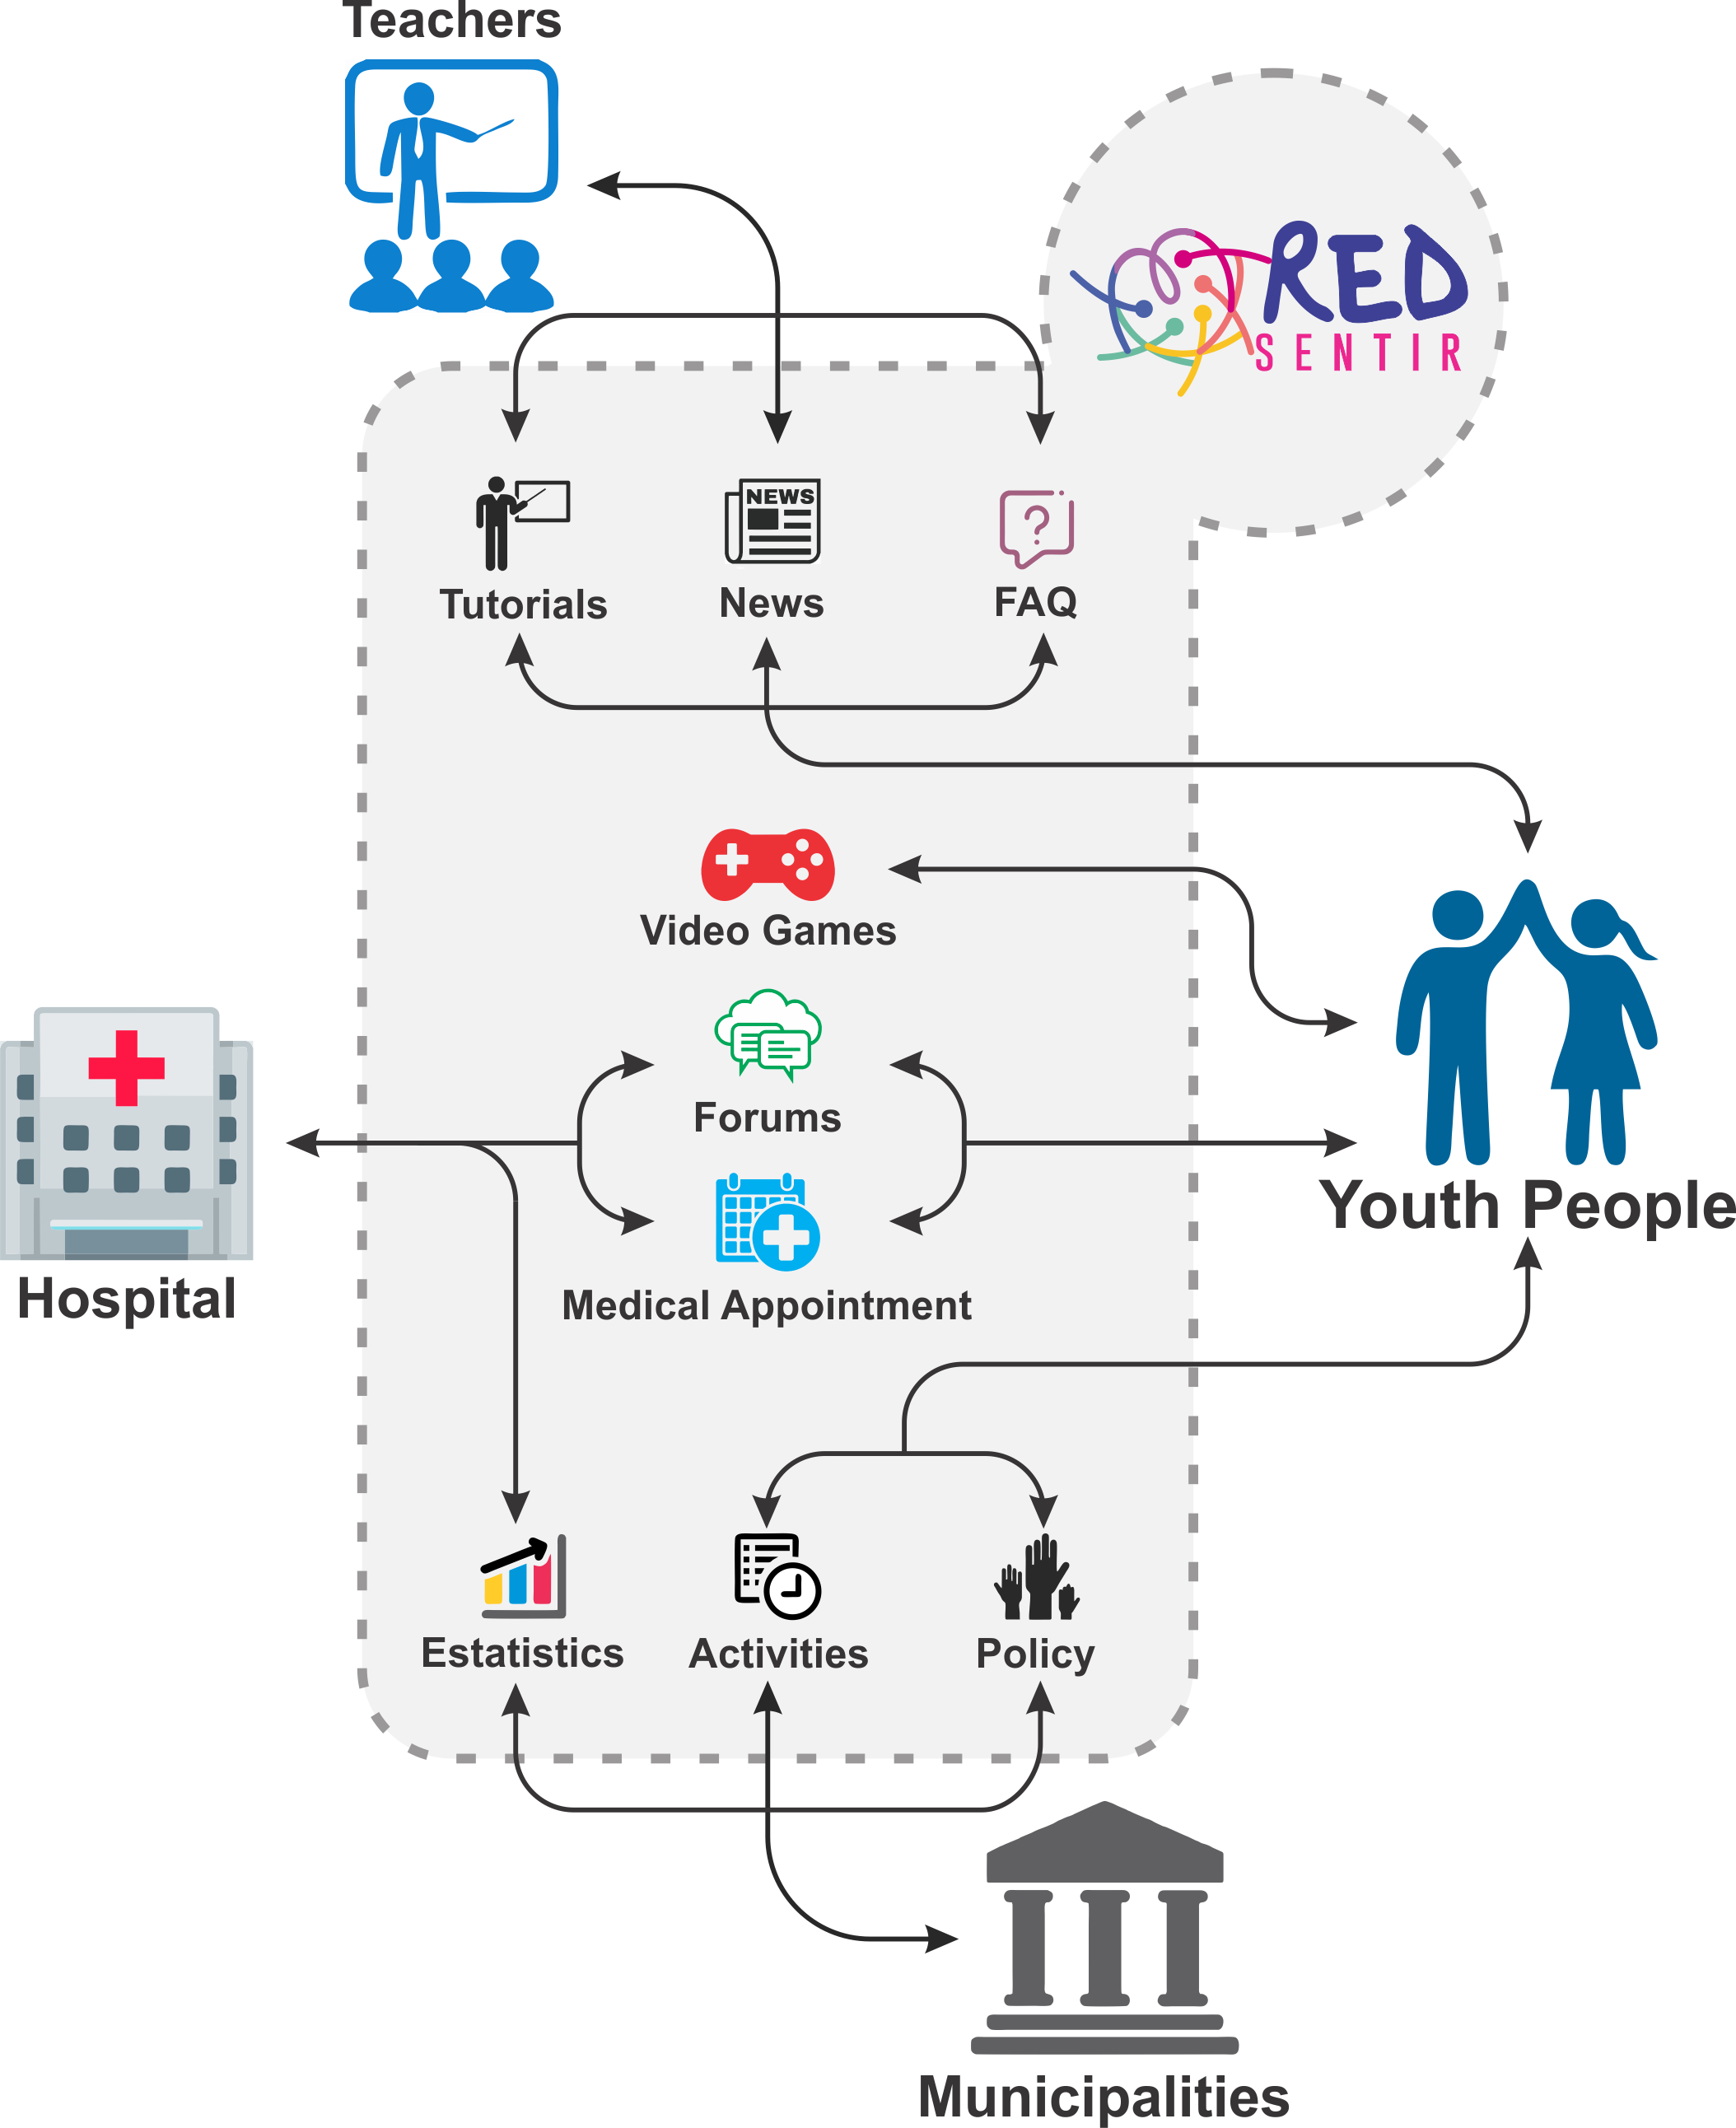 Teachers
RED
SENTIR
NEWS
?
Tutorials
News
FAQ
Video Games
Forums
Youth People
Hospital
Medical Appointment
Estatistics
Activities
Policy
Municipalities